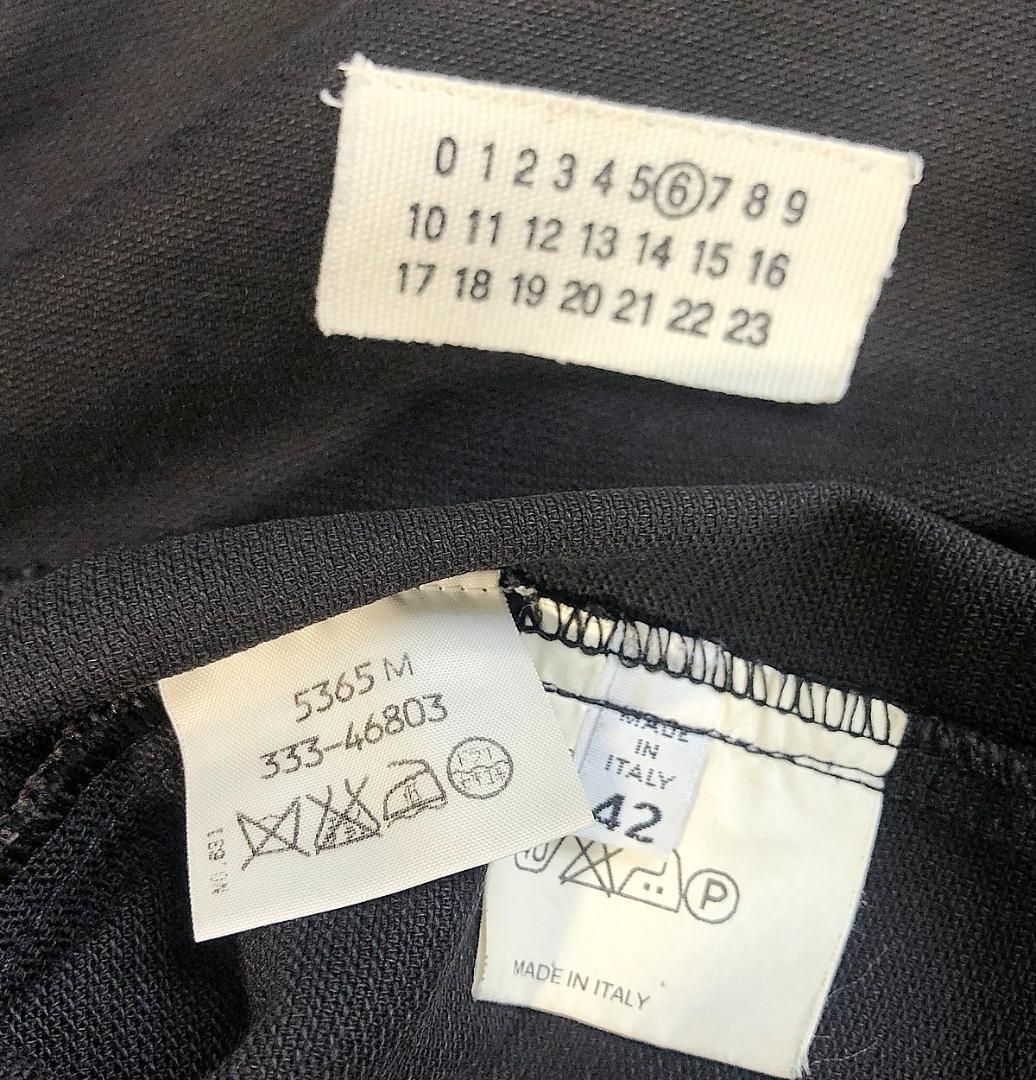 0 1 2 3 4 5 6 7 8 9
10 11 12 13 14 15 16
17 18 19 20 21 22 23
5365 M
333-46803
MADE
IN
ITALY
42
P
MADE IN ITALY